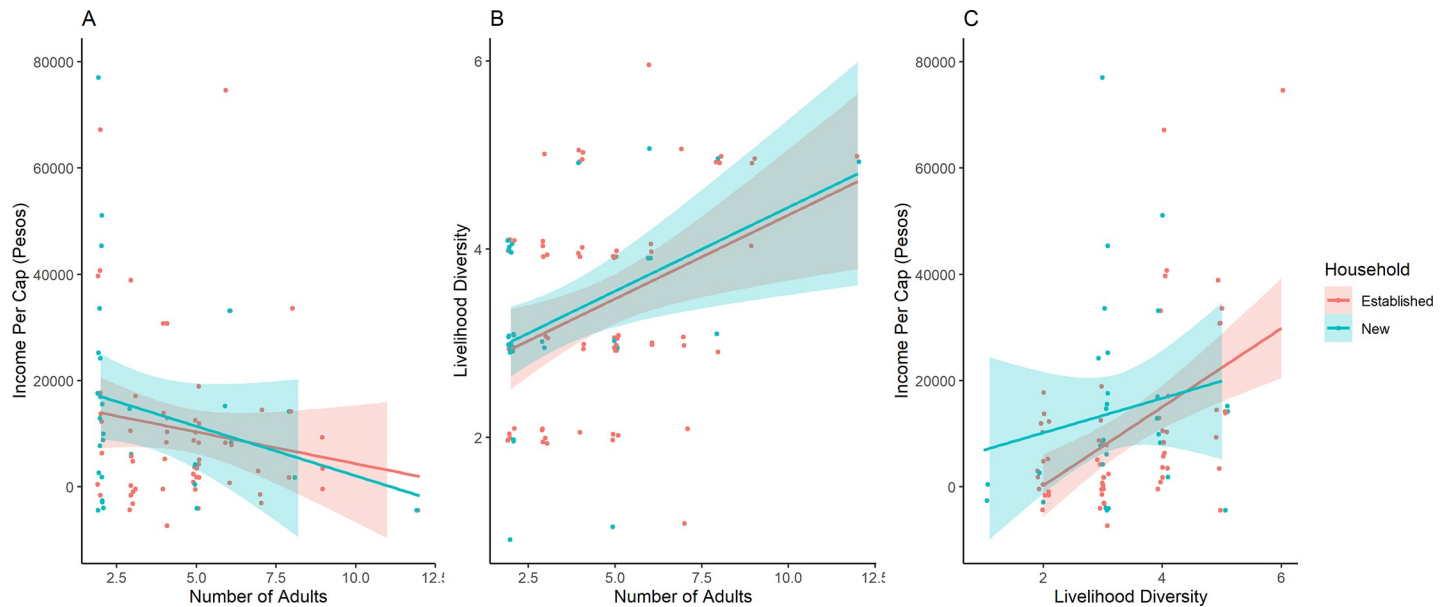 A
B
C
80000
60000
40000
20000
0
Income Per Cap (Pesos)
2.5
5.0
7.5
10.0
12.5
Number of Adults
6
4
2
Livelihood Diversity
2.5
5.0
7.5
10.0
12.5
Number of Adults
80000
60000
40000
20000
0
Income Per Cap (Pesos)
2
4
6
Livelihood Diversity
Household
Established
New